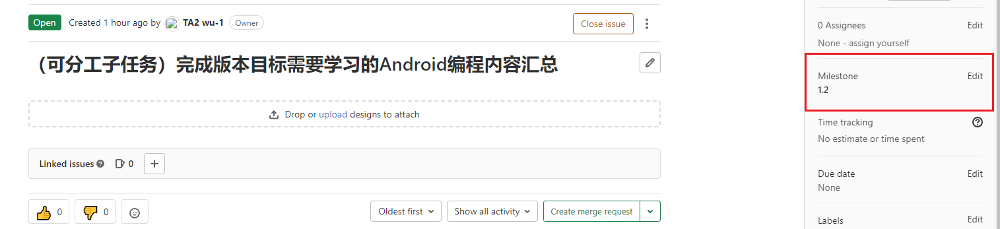 Open Created 1 hour ago by TA2 wu-1 Owner Close issue
（可分工子任务）完成版本目标需要学习的Android编程内容汇总
Drop or upload designs to attach
Linked issues 0
0 0 Oldest first Show all activity Create merge request
0 Assignees Edit
None - assign yourself
Milestone Edit
1.2
Time tracking
No estimate or time spent
Due date Edit
None
Labels Edit